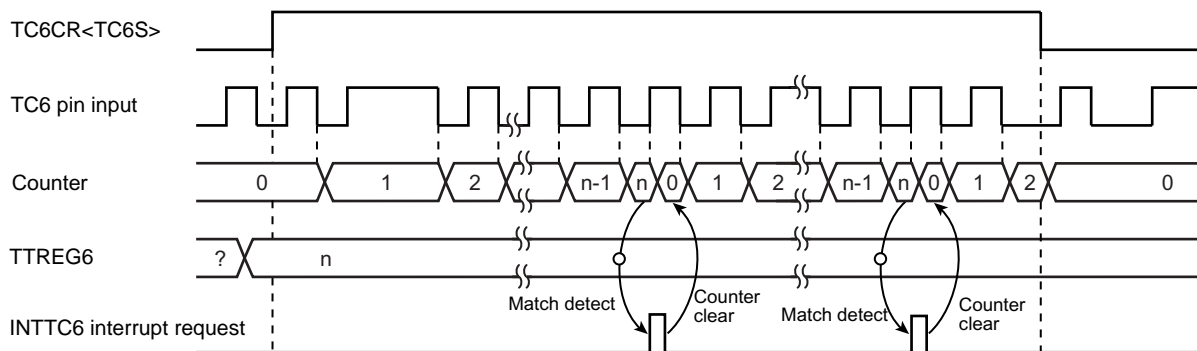 TC6CR<TC6S>
TC6 pin input
Counter
0 1 2 n-1 n 0 1 2 n-1 n 0 1 2 0
TTREG6
? n
Match detect
Counter
clear
Match detect
Counter
clear
INTTC6 interrupt request